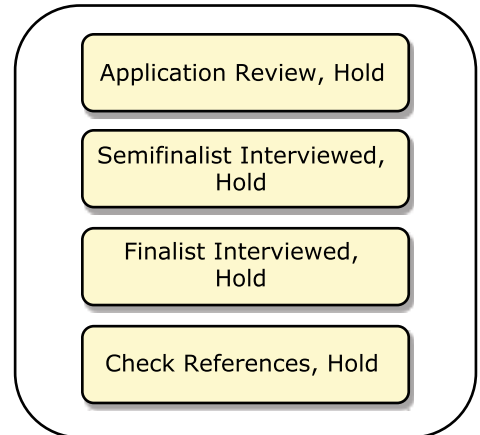 Application Review, Hold
Semifinalist Interviewed,
Hold
Finalist Interviewed,
Hold
Check References, Hold